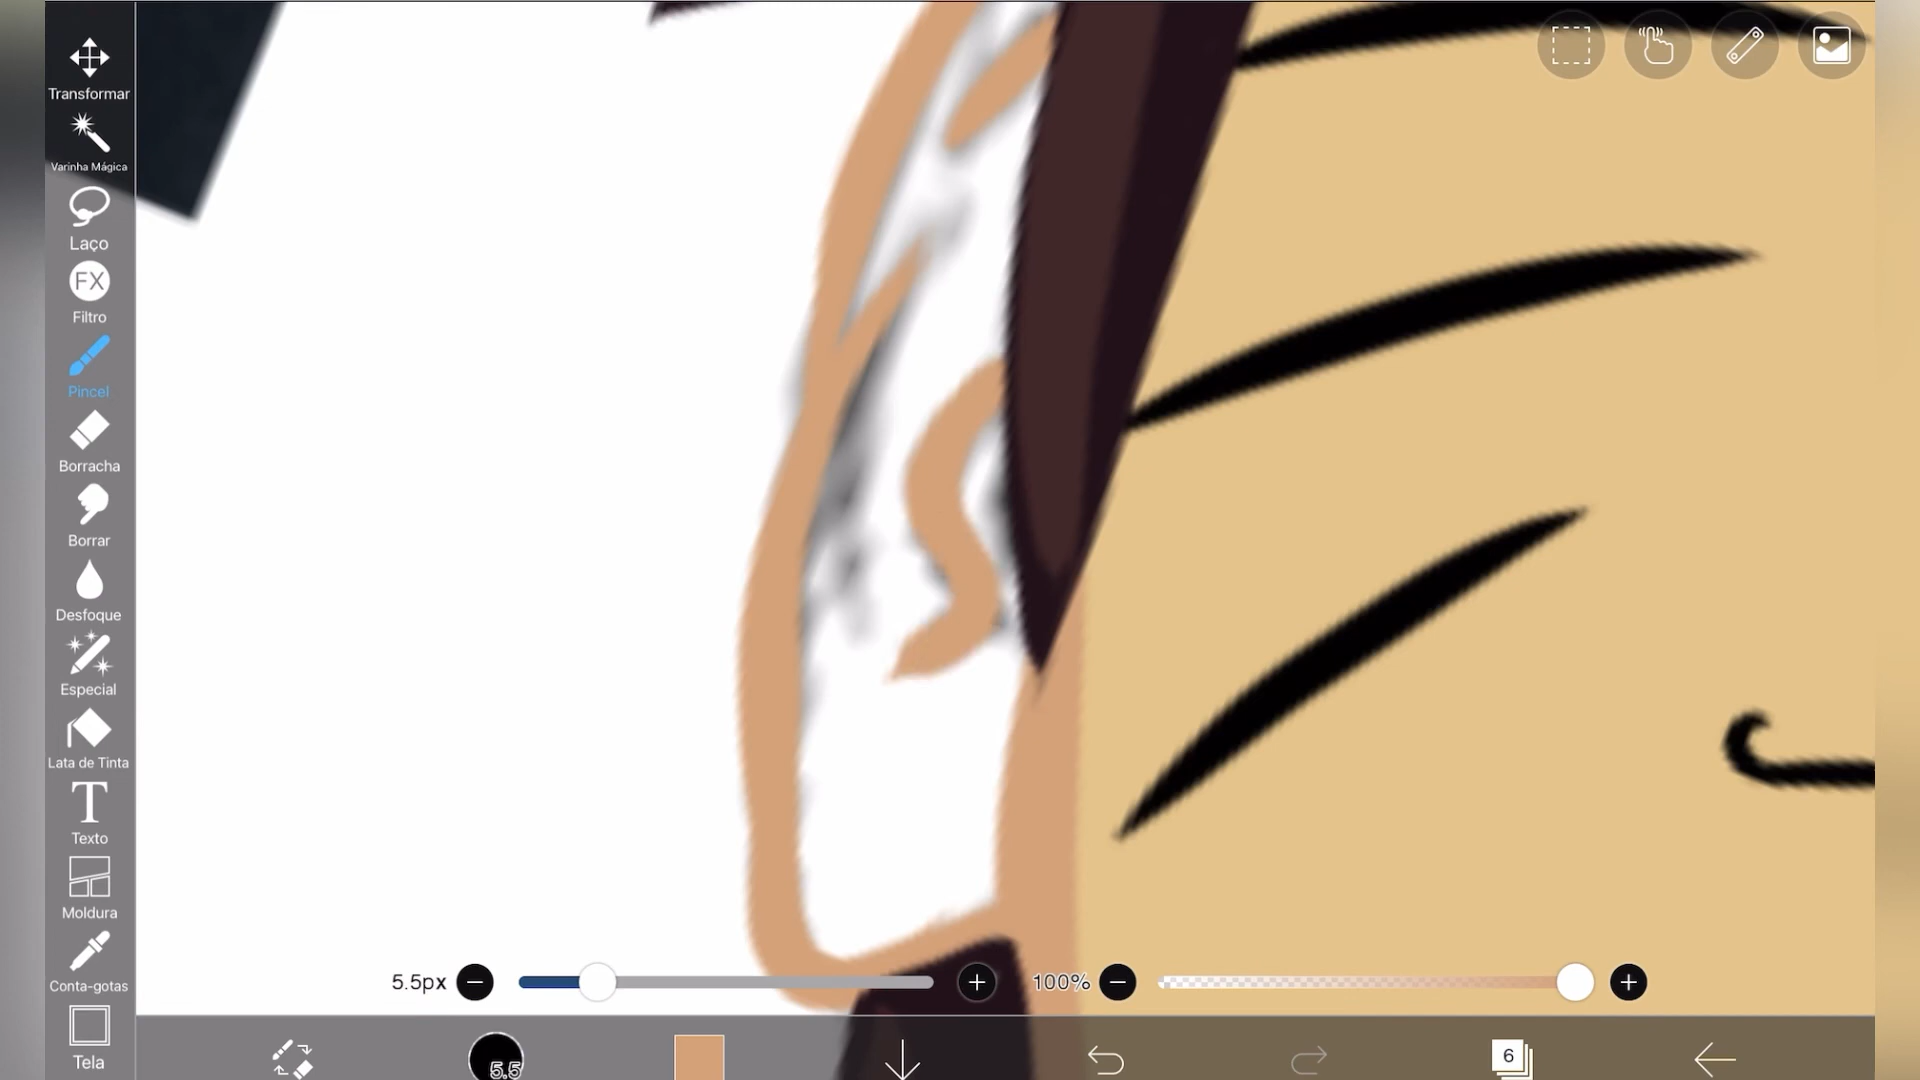 Transformar
Varinha Mágica
Laço
FX
Filtro
Pincel
Borracha
Borrar
Desfoque
Especial
Lata de Tinta
T
Texto
Moldura
Conta-gotas
Tela
5.5px
100%
5.5
6